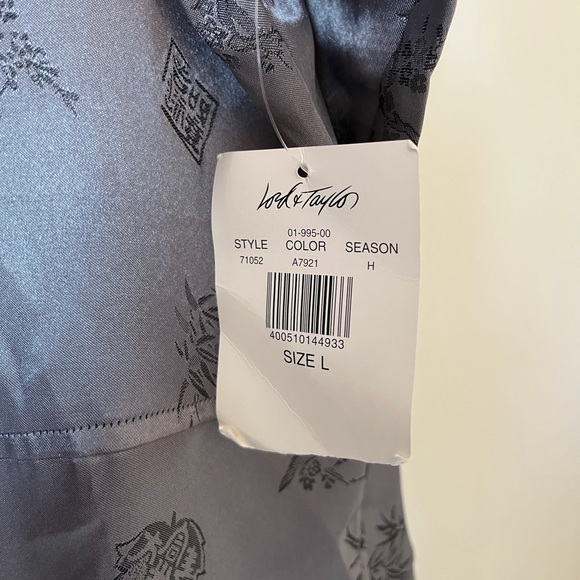 Lord & Taylor
01-995-00
STYLE COLOR SEASON
71052 A7921 H
400510144933
SIZE L